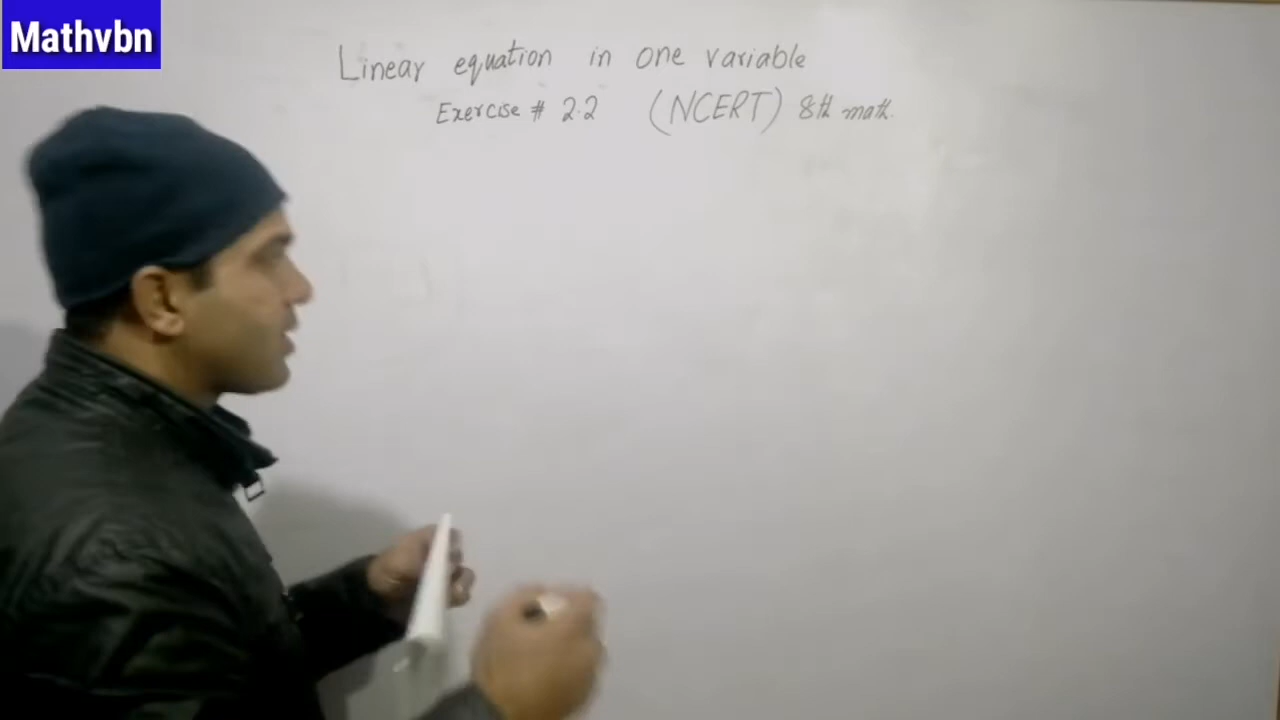 Mathvbn
Linear equation in one variable
Exercise # 2.2 (NCERT) 8th math.